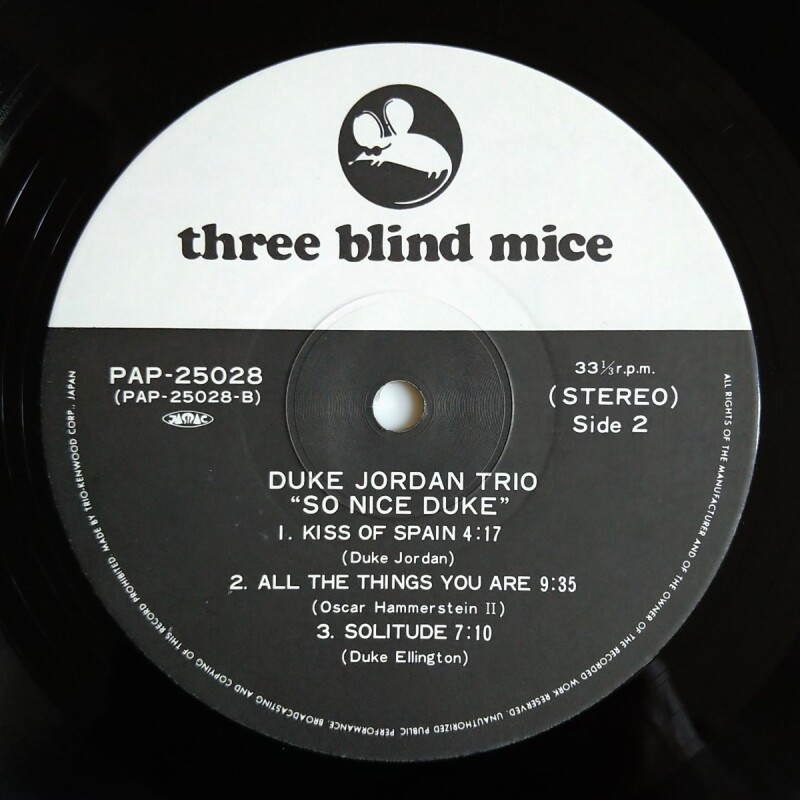 three blind mice
PAP-25028
(PAP-25028-B)
JASRAC
33⅓r.p.m.
(STEREO)
Side 2
DUKE JORDAN TRIO
“SO NICE DUKE”
1. KISS OF SPAIN 4:17
(Duke Jordan)
2. ALL THE THINGS YOU ARE 9:35
(Oscar Hammerstein II)
3. SOLITUDE 7:10
(Duke Ellington)
ALL RIGHTS OF THE MANUFACTURER AND OF THE OWNER OF THE RECORDED WORK RESERVED. UNAUTHORIZED PUBLIC PERFORMANCE, BROADCASTING AND COPYING OF THIS RECORD PROHIBITED MADE BY TRIO-KENWOOD CORP., JAPAN